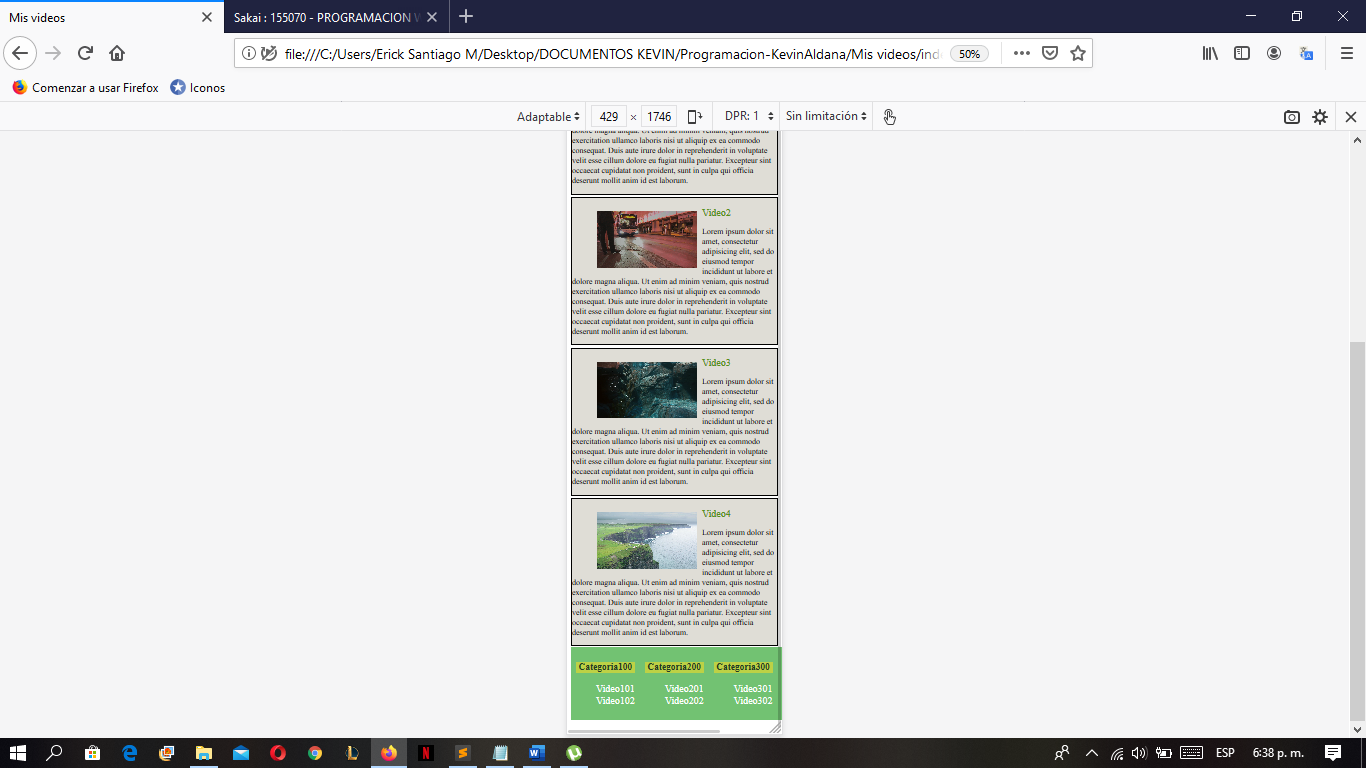 Mis videos
Sakai : 155070 - PROGRAMACION W
file:///C:/Users/Erick Santiago M/Desktop/DOCUMENTOS KEVIN/Programacion-KevinAldana/Mis videos/ind
50%
Comenzar a usar Firefox
Iconos
Adaptable
429 × 1746
DPR: 1
Sin limitación
dolore magna aliqua. Ut enim ad minim veniam, quis nostrud
exercitation ullamco laboris nisi ut aliquip ex ea commodo
consequat. Duis aute irure dolor in reprehenderit in voluptate
velit esse cillum dolore eu fugiat nulla pariatur. Excepteur sint
occaecat cupidatat non proident, sunt in culpa qui officia
deserunt mollit anim id est laborum.
Video2
Lorem ipsum dolor sit
amet, consectetur
adipisicing elit, sed do
eiusmod tempor
incididunt ut labore et
dolore magna aliqua. Ut enim ad minim veniam, quis nostrud
exercitation ullamco laboris nisi ut aliquip ex ea commodo
consequat. Duis aute irure dolor in reprehenderit in voluptate
velit esse cillum dolore eu fugiat nulla pariatur. Excepteur sint
occaecat cupidatat non proident, sunt in culpa qui officia
deserunt mollit anim id est laborum.
Video3
Lorem ipsum dolor sit
amet, consectetur
adipisicing elit, sed do
eiusmod tempor
incididunt ut labore et
dolore magna aliqua. Ut enim ad minim veniam, quis nostrud
exercitation ullamco laboris nisi ut aliquip ex ea commodo
consequat. Duis aute irure dolor in reprehenderit in voluptate
velit esse cillum dolore eu fugiat nulla pariatur. Excepteur sint
occaecat cupidatat non proident, sunt in culpa qui officia
deserunt mollit anim id est laborum.
Video4
Lorem ipsum dolor sit
amet, consectetur
adipisicing elit, sed do
eiusmod tempor
incididunt ut labore et
dolore magna aliqua. Ut enim ad minim veniam, quis nostrud
exercitation ullamco laboris nisi ut aliquip ex ea commodo
consequat. Duis aute irure dolor in reprehenderit in voluptate
velit esse cillum dolore eu fugiat nulla pariatur. Excepteur sint
occaecat cupidatat non proident, sunt in culpa qui officia
deserunt mollit anim id est laborum.
Categoria100 Categoria200 Categoria300
Video101 Video201 Video301
Video102 Video202 Video302
ESP
6:38 p. m.